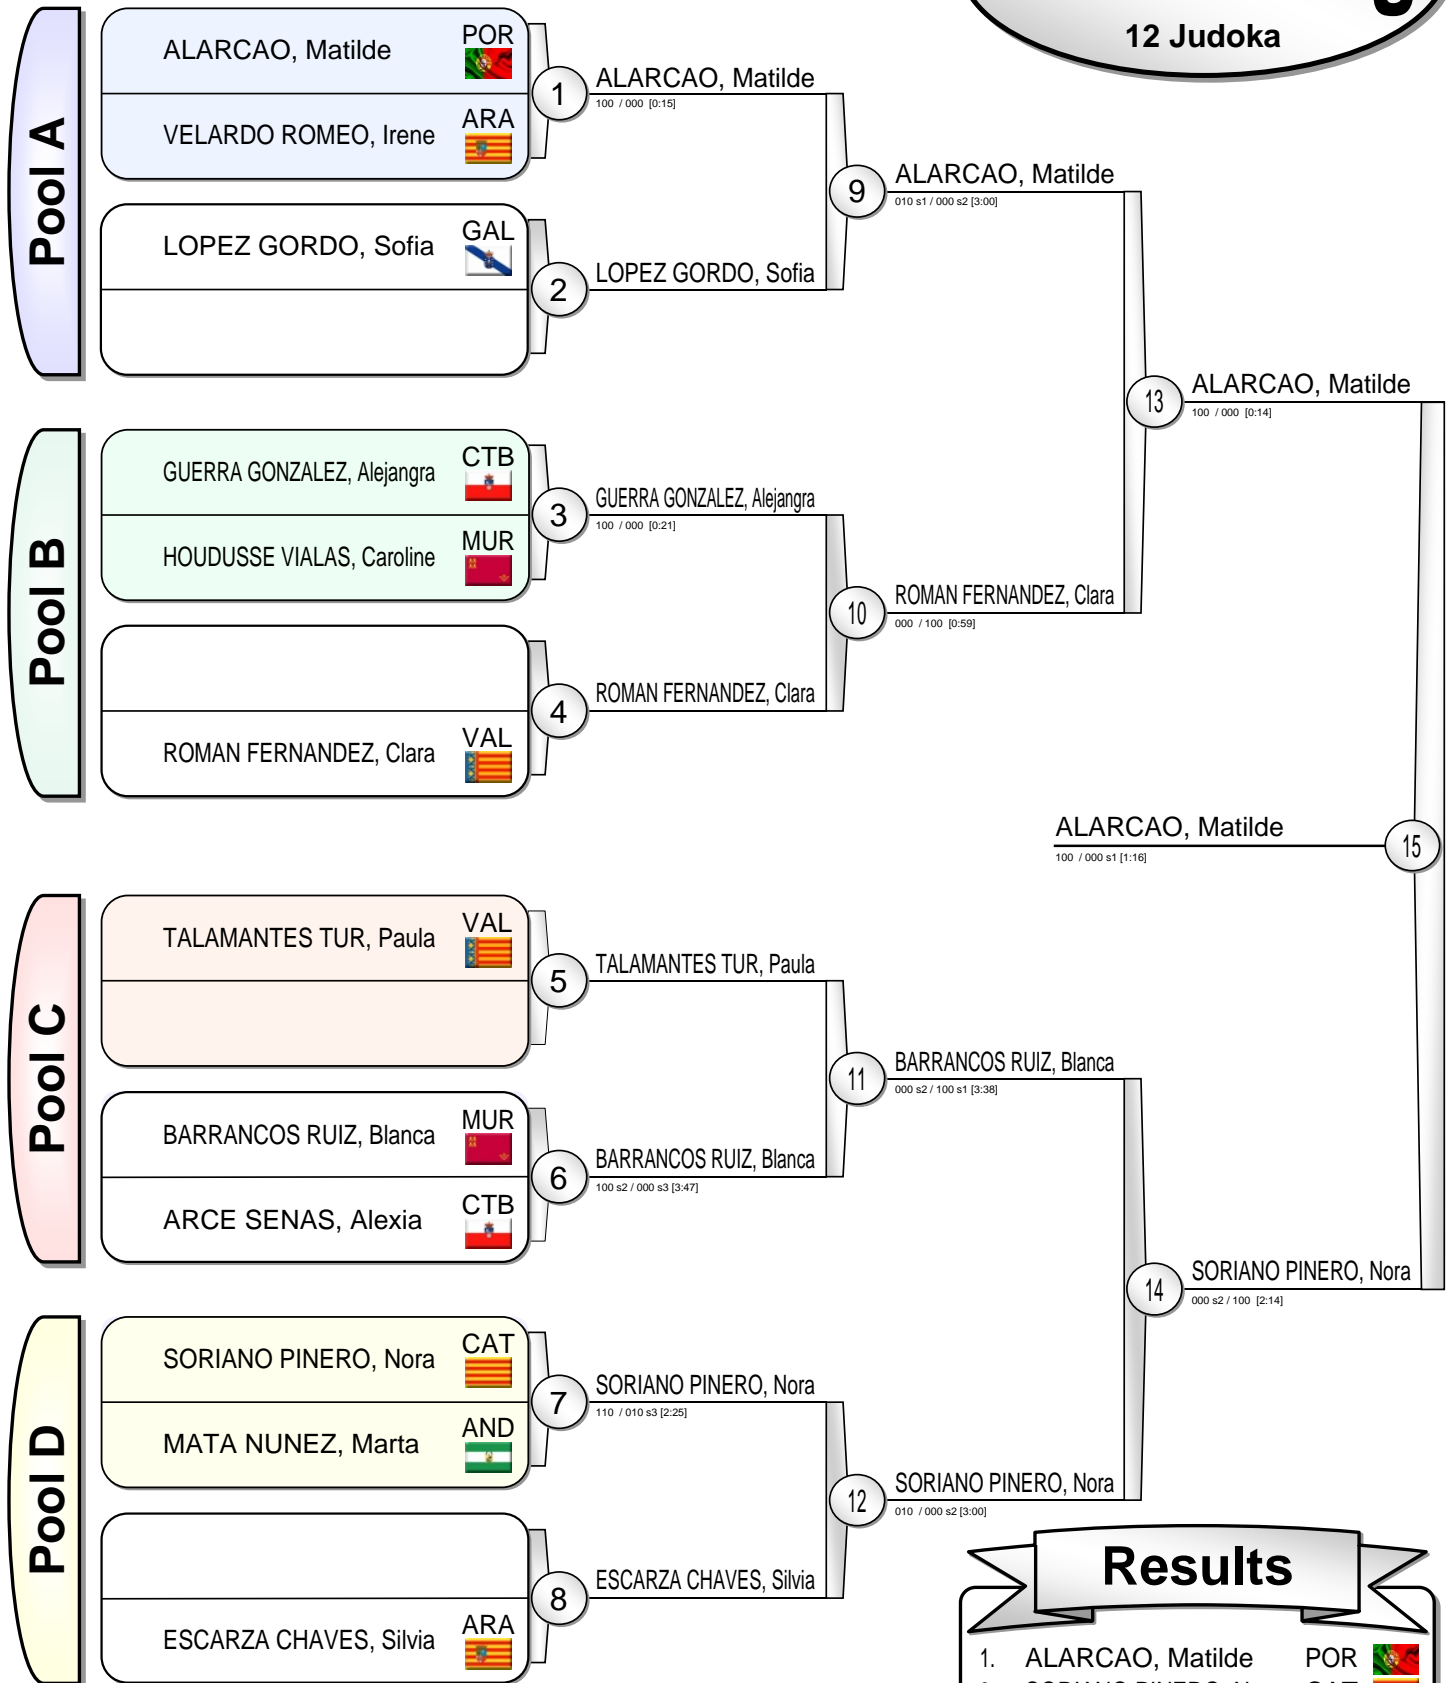 12 Judoka
Pool A
ALARCAO, Matilde POR
VELARDO ROMEO, Irene ARA
LOPEZ GORDO, Sofia GAL
1
ALARCAO, Matilde
100 / 000 [0:15]
2
LOPEZ GORDO, Sofia
9
ALARCAO, Matilde
010 s1 / 000 s2 [3:00]
Pool B
GUERRA GONZALEZ, Alejangra CTB
HOUDUSSE VIALAS, Caroline MUR
ROMAN FERNANDEZ, Clara VAL
3
GUERRA GONZALEZ, Alejangra
100 / 000 [0:21]
4
ROMAN FERNANDEZ, Clara
10
ROMAN FERNANDEZ, Clara
000 / 100 [0:59]
13
ALARCAO, Matilde
100 / 000 [0:14]
ALARCAO, Matilde
100 / 000 s1 [1:16]
15
Pool C
TALAMANTES TUR, Paula VAL
BARRANCOS RUIZ, Blanca MUR
ARCE SENAS, Alexia CTB
5
TALAMANTES TUR, Paula
6
BARRANCOS RUIZ, Blanca
100 s2 / 000 s3 [3:47]
11
BARRANCOS RUIZ, Blanca
000 s2 / 100 s1 [3:38]
Pool D
SORIANO PINERO, Nora CAT
MATA NUNEZ, Marta AND
ESCARZA CHAVES, Silvia ARA
7
SORIANO PINERO, Nora
110 / 010 s3 [2:25]
8
ESCARZA CHAVES, Silvia
12
SORIANO PINERO, Nora
010 / 000 s2 [3:00]
14
SORIANO PINERO, Nora
000 s2 / 100 [2:14]
Results
1. ALARCAO, Matilde POR